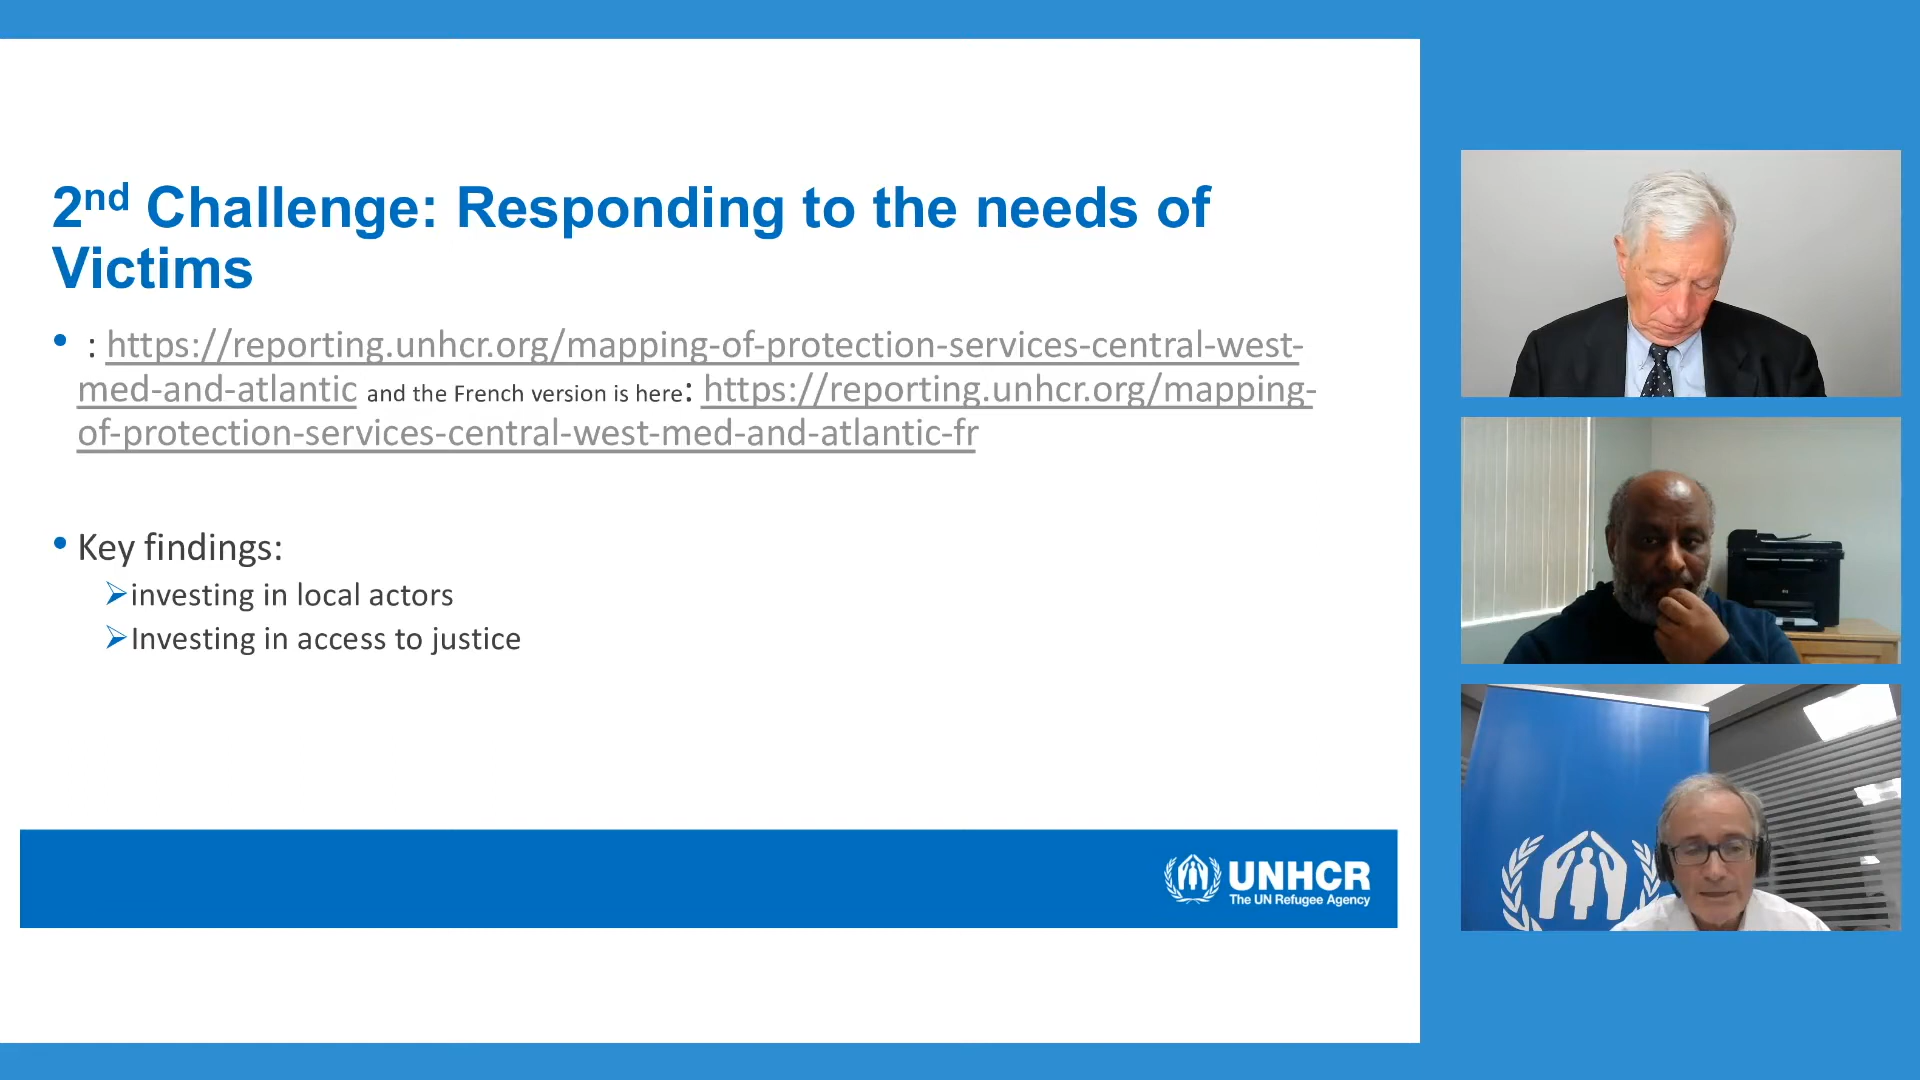 2nd Challenge: Responding to the needs of
Victims
• : https://reporting.unhcr.org/mapping-of-protection-services-central-west-
med-and-atlantic and the French version is here: https://reporting.unhcr.org/mapping-
of-protection-services-central-west-med-and-atlantic-fr
• Key findings:
➢investing in local actors
➢Investing in access to justice
UNHCR
The UN Refugee Agency